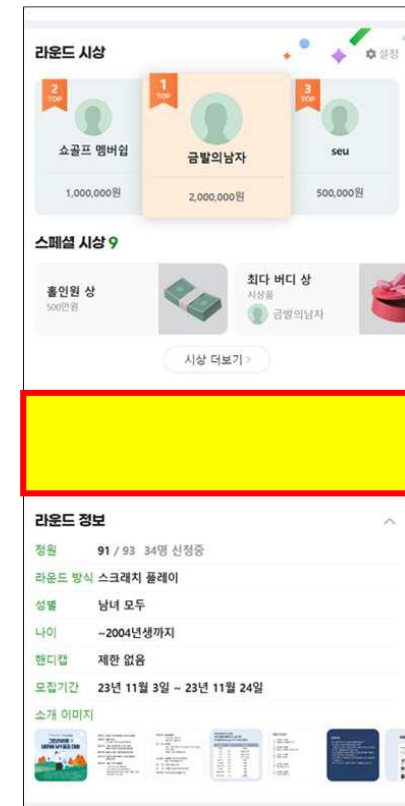 라운드 시상
설정
2
TOP
쇼골프 멤버쉽
1,000,000원
1
TOP
금발의남자
2,000,000원
3
TOP
seu
500,000원
스페셜 시상 9
홀인원 상
500만원
최다 버디 상
시상품
금발의남자
시상 더보기 >
라운드 정보
정원 91 / 93 34명 신청중
라운드 방식 스크래치 플레이
성별 남녀 모두
나이 ~2004년생까지
핸디캡 제한 없음
모집기간 23년 11월 3일 ~ 23년 11월 24일
소개 이미지